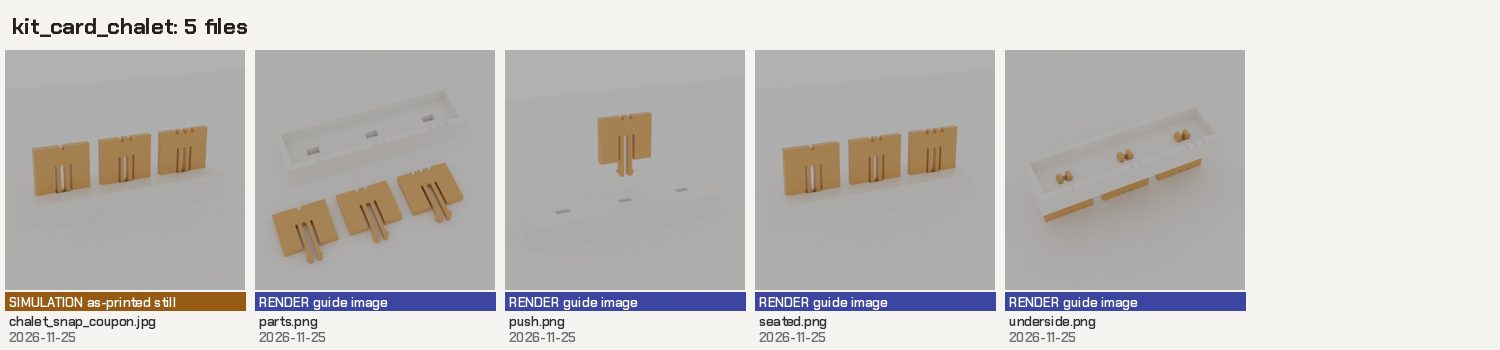 kit_card_chalet: 5 files
SIMULATION as-printed still
RENDER guide image
RENDER guide image
RENDER guide image
RENDER guide image
chalet_snap_coupon.jpg
parts.png
push.png
seated.png
underside.png
2026-11-25
2026-11-25
2026-11-25
2026-11-25
2026-11-25